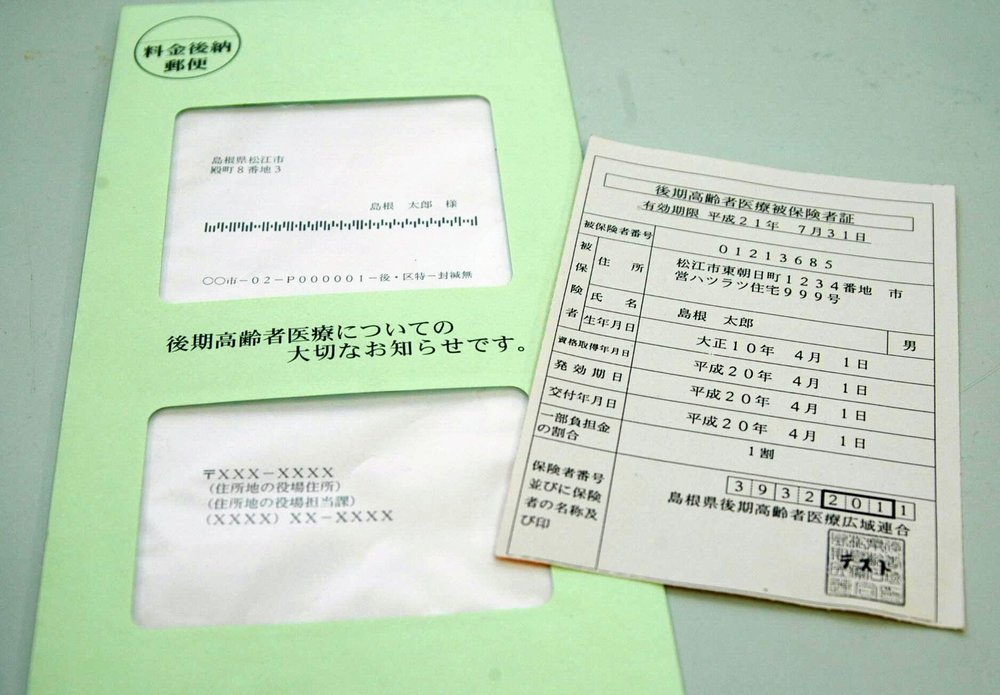 料金後納
郵便
島根県松江市
殿町8番地3
島根 太郎 様
〇〇市-02-P000001-後・区特-封減無
後期高齢者医療についての
大切なお知らせです。
〒XXX-XXXX
(住所地の役場住所)
(住所地の役場担当課)
(XXXX) XX-XXXX
後期高齢者医療被保険者証
有効期限 平成21年 7月31日
被保険者番号 01213685
被保険者
住所 松江市東朝日町1234番地 市
営ハツラツ住宅999号
氏名 島根 太郎
生年月日 大正10年 4月 1日 男
資格取得年月日 平成20年 4月 1日
発効期日 平成20年 4月 1日
交付年月日 平成20年 4月 1日
一部負担金
の割合 1割
保険者番号
並びに保険
者の名称及
び印
39322011
島根県後期高齢者医療広域連合
テスト